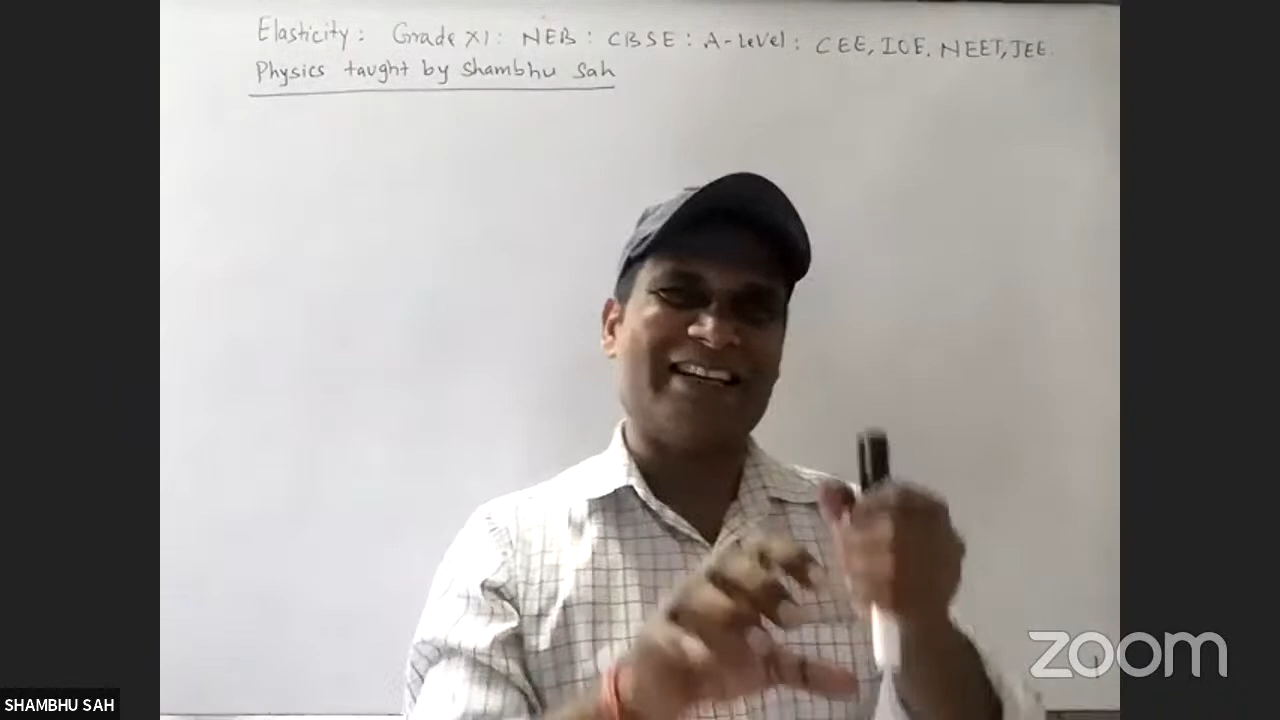 Elasticity : Grade XI : NEB : CBSE : A-Level : CEE, IOE, NEET, JEE
Physics taught by Shambhu Sah
zoom
SHAMBHU SAH